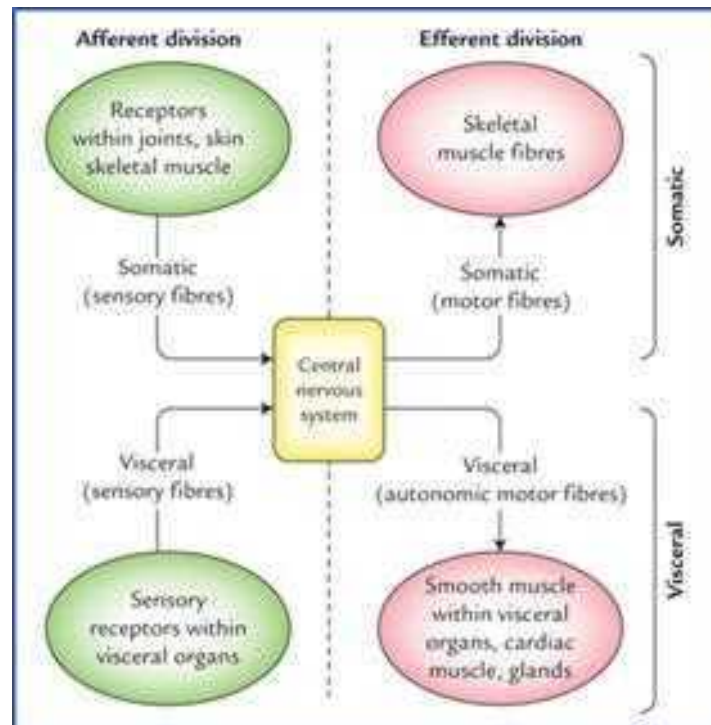 Afferent division
Efferent division
Receptors
within joints, skin
skeletal muscle
Skeletal
muscle fibres
Somatic
Somatic
(sensory fibres)
Somatic
(motor fibres)
Central
nervous
system
Visceral
(sensory fibres)
Visceral
(autonomic motor fibres)
Visceral
Sensory
receptors within
visceral organs
Smooth muscle
within visceral
organs, cardiac
muscle, glands